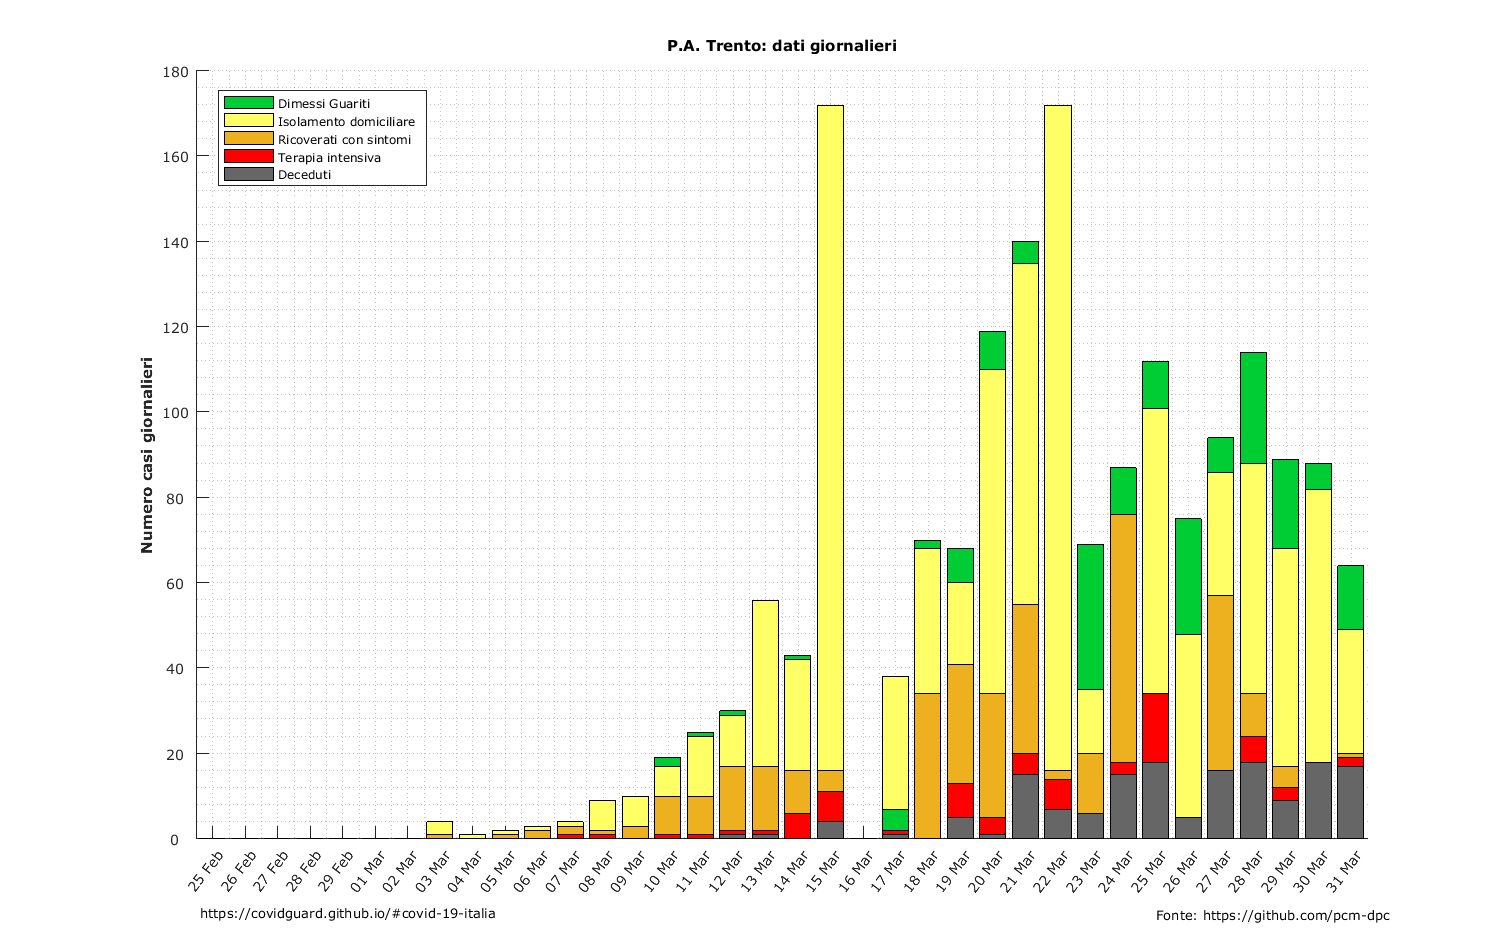 P.A. Trento: dati giornalieri
180
160
140
120
100
80
60
40
20
0
Numero casi giornalieri
Dimessi Guariti
Isolamento domiciliare
Ricoverati con sintomi
Terapia intensiva
Deceduti
25 Feb
26 Feb
27 Feb
28 Feb
29 Feb
01 Mar
02 Mar
03 Mar
04 Mar
05 Mar
06 Mar
07 Mar
08 Mar
09 Mar
10 Mar
11 Mar
12 Mar
13 Mar
14 Mar
15 Mar
16 Mar
17 Mar
18 Mar
19 Mar
20 Mar
21 Mar
22 Mar
23 Mar
24 Mar
25 Mar
26 Mar
27 Mar
28 Mar
29 Mar
30 Mar
31 Mar
https://covidguard.github.io/#covid-19-italia
Fonte: https://github.com/pcm-dpc